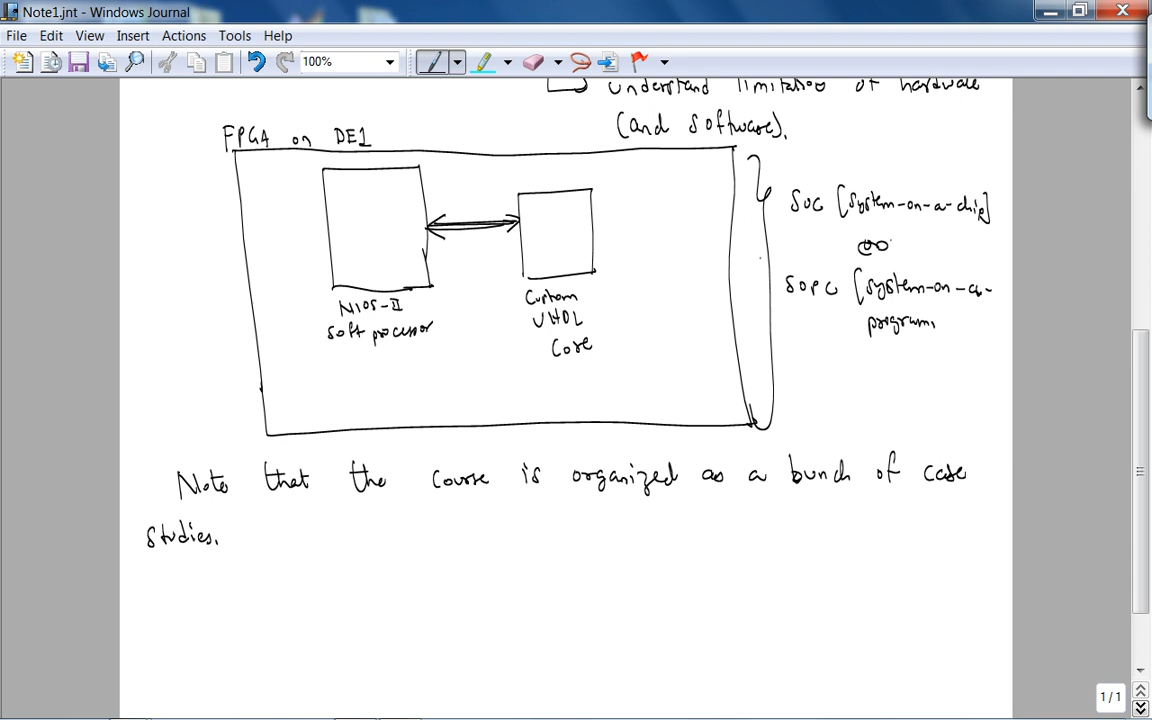 Note1.jnt - Windows Journal
File Edit View Insert Actions Tools Help
100%
understand limitation of hardware
(and software).
FPGA on DE1
SOC [system-on-a-chip]
SOPC [system-on-a-
program
NIOS-II
soft processor
Custom
VHDL
Core
Note that the course is organized as a bunch of case
studies.
1 / 1